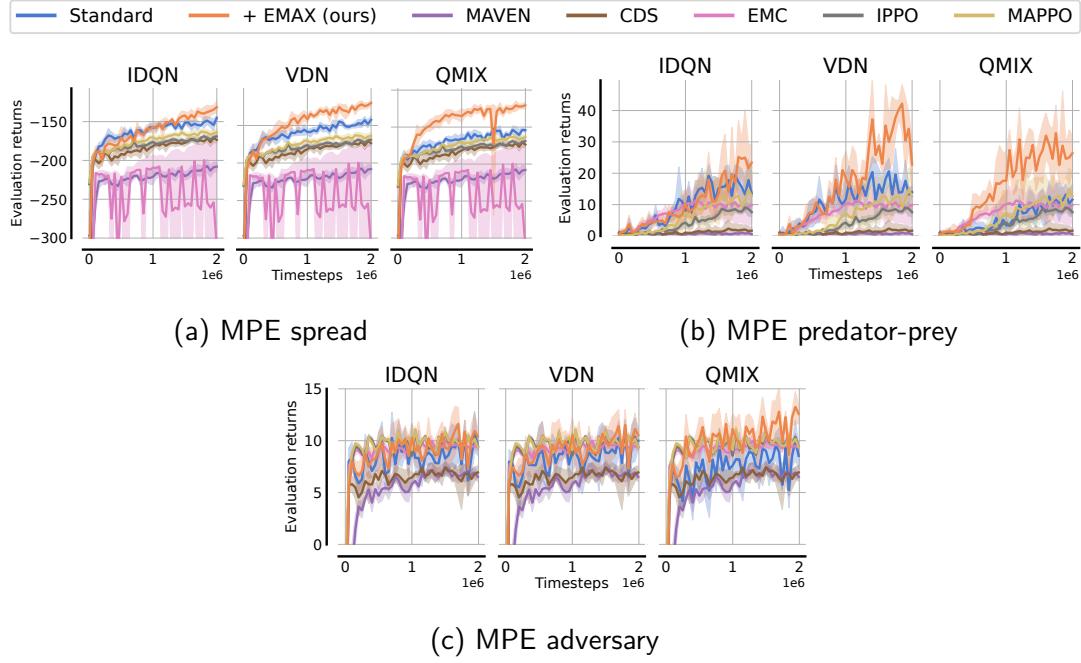 Standard + EMAX (ours) MAVEN CDS EMC IPPO MAPPO
IDQN VDN QMIX
Evaluation returns
−150
−200
−250
−300
0 1 2 0 1 2 0 1 2
1e6 Timesteps 1e6 1e6
(a) MPE spread
IDQN VDN QMIX
Evaluation returns
40
30
20
10
0
0 1 2 0 1 2 0 1 2
1e6 Timesteps 1e6 1e6
(b) MPE predator-prey
IDQN VDN QMIX
Evaluation returns
15
10
5
0
0 1 2 0 1 2 0 1 2
1e6 Timesteps 1e6 1e6
(c) MPE adversary